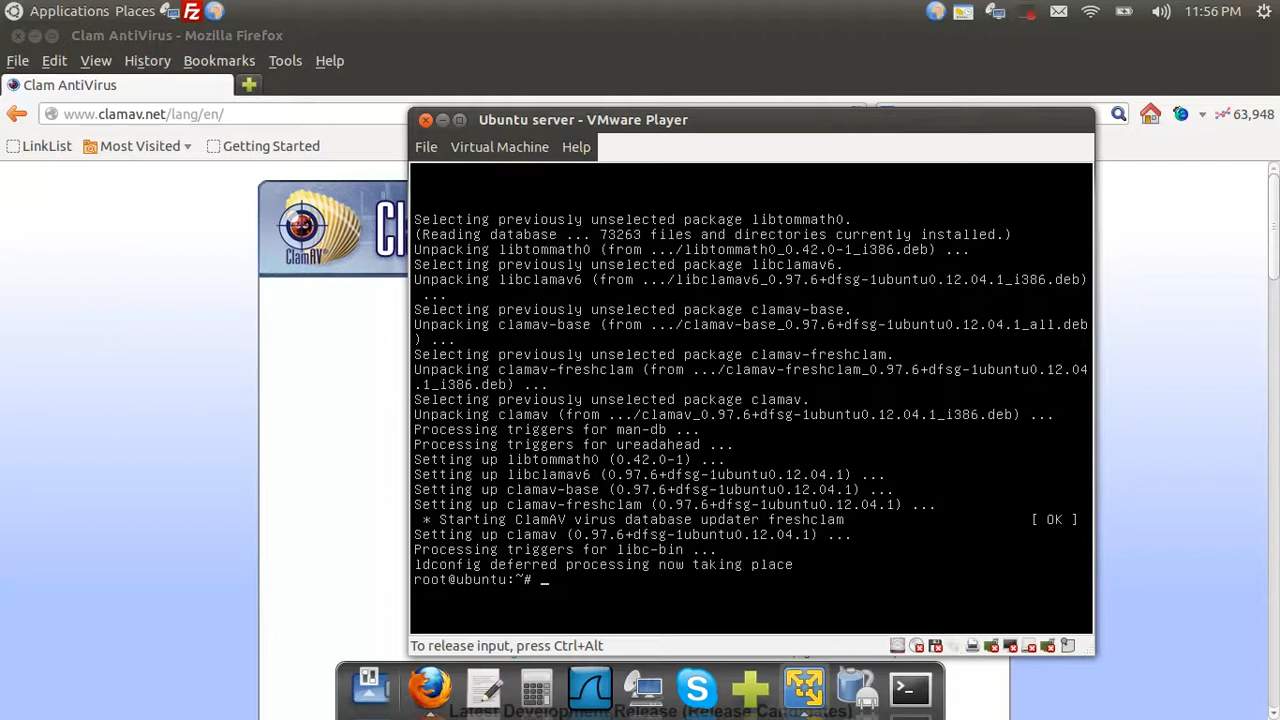 Applications Places 11:56 PM
Clam AntiVirus - Mozilla Firefox
File Edit View History Bookmarks Tools Help
Clam AntiVirus
www.clamav.net/lang/en/
63,948
LinkList Most Visited Getting Started
ClamAV
Cl
Ubuntu server - VMware Player
File Virtual Machine Help
Selecting previously unselected package libtommath0.
(Reading database ... 73263 files and directories currently installed.)
Unpacking libtommath0 (from .../libtommath0_0.42.0-1_i386.deb) ...
Selecting previously unselected package libclamav6.
Unpacking libclamav6 (from .../libclamav6_0.97.6+dfsg-1ubuntu0.12.04.1_i386.deb)
...
Selecting previously unselected package clamav-base.
Unpacking clamav-base (from .../clamav-base_0.97.6+dfsg-1ubuntu0.12.04.1_all.deb
) ...
Selecting previously unselected package clamav-freshclam.
Unpacking clamav-freshclam (from .../clamav-freshclam_0.97.6+dfsg-1ubuntu0.12.04
.1_i386.deb) ...
Selecting previously unselected package clamav.
Unpacking clamav (from .../clamav_0.97.6+dfsg-1ubuntu0.12.04.1_i386.deb) ...
Processing triggers for man-db ...
Processing triggers for ureadahead ...
Setting up libtommath0 (0.42.0-1) ...
Setting up libclamav6 (0.97.6+dfsg-1ubuntu0.12.04.1) ...
Setting up clamav-base (0.97.6+dfsg-1ubuntu0.12.04.1) ...
Setting up clamav-freshclam (0.97.6+dfsg-1ubuntu0.12.04.1) ...
* Starting ClamAV virus database updater freshclam [ OK ]
Setting up clamav (0.97.6+dfsg-1ubuntu0.12.04.1) ...
Processing triggers for libc-bin ...
ldconfig deferred processing now taking place
root@ubuntu:~# _
To release input, press Ctrl+Alt
Latest Development Release (Release Candidates)